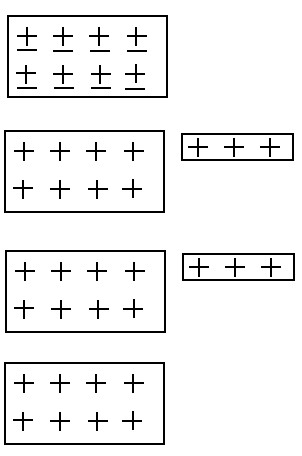 ± ± ± ±
± ± ± ±
+ + + + + + +
+ + + +
+ + + + + + +
+ + + +
+ + + +
+ + + +